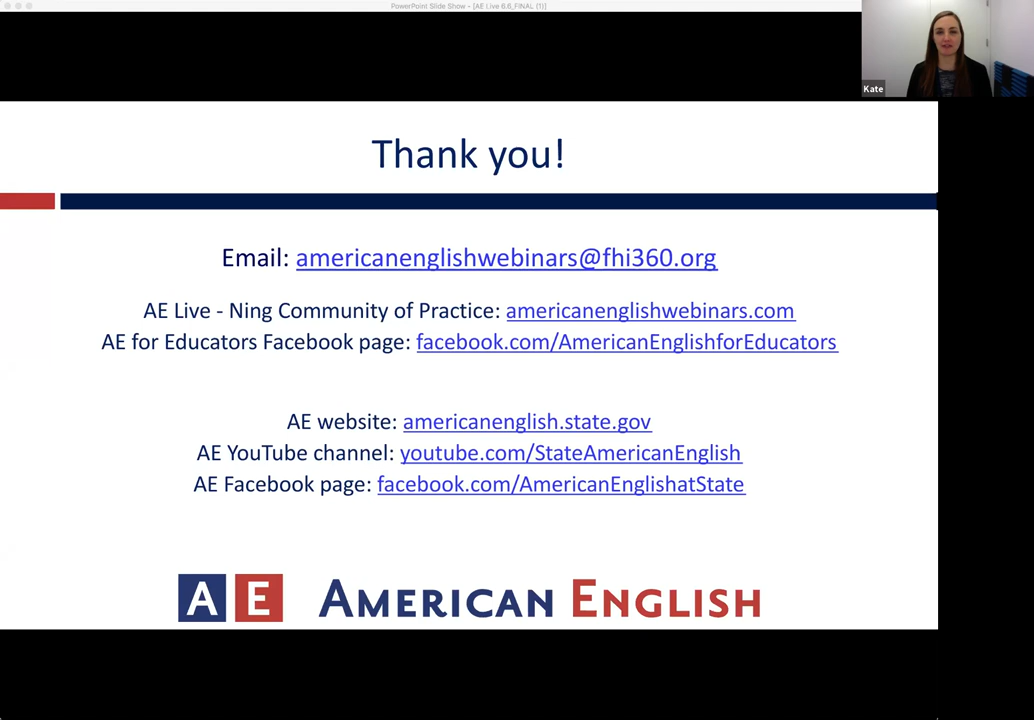 PowerPoint Slide Show - [AE Live 6.6_FINAL (1)]
Kate
Thank you!
Email: americanenglishwebinars@fhi360.org
AE Live - Ning Community of Practice: americanenglishwebinars.com
AE for Educators Facebook page: facebook.com/AmericanEnglishforEducators
AE website: americanenglish.state.gov
AE YouTube channel: youtube.com/StateAmericanEnglish
AE Facebook page: facebook.com/AmericanEnglishatState
AE AMERICAN ENGLISH